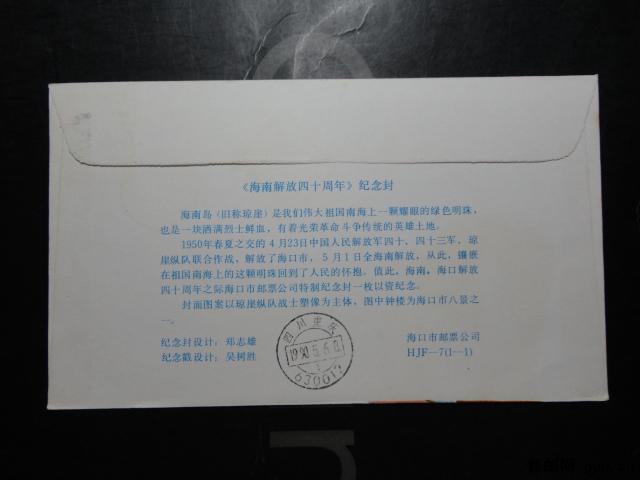 《海南解放四十周年》纪念封
海南岛（旧称琼崖）是我们伟大祖国南海上一颗耀眼的绿色明珠，
也是一块洒满烈士鲜血，有着光荣革命斗争传统的英雄土地。
1950年春夏之交的4月23日中国人民解放军四十、四十三军、琼
崖纵队联合作战，解放了海口市，5月1日全海南解放，从此，镶嵌
在祖国南海上的这颗明珠回到了人民的怀抱。值此，海南，海口解放
四十周年之际海口市邮票公司特制纪念封一枚以资纪念。
封面图案以琼崖纵队战士塑像为主体，图中钟楼为海口市八景之
一。
纪念封设计：郑志雄
纪念戳设计：吴树胜
海口市邮票公司
HJF—7(1—1)
四川重庆
1990.5.6
630017